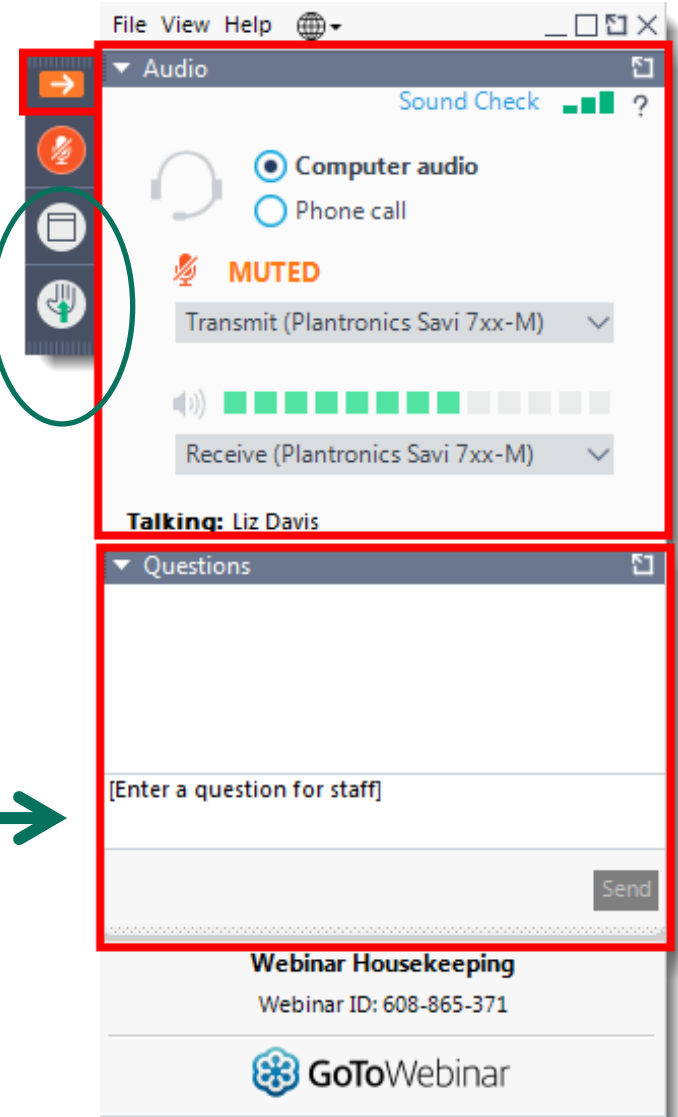 File View Help
Audio
Sound Check ?
Computer audio
Phone call
MUTED
Transmit (Plantronics Savi 7xx-M)
Receive (Plantronics Savi 7xx-M)
Talking: Liz Davis
Questions
[Enter a question for staff]
Send
Webinar Housekeeping
Webinar ID: 608-865-371
GoToWebinar